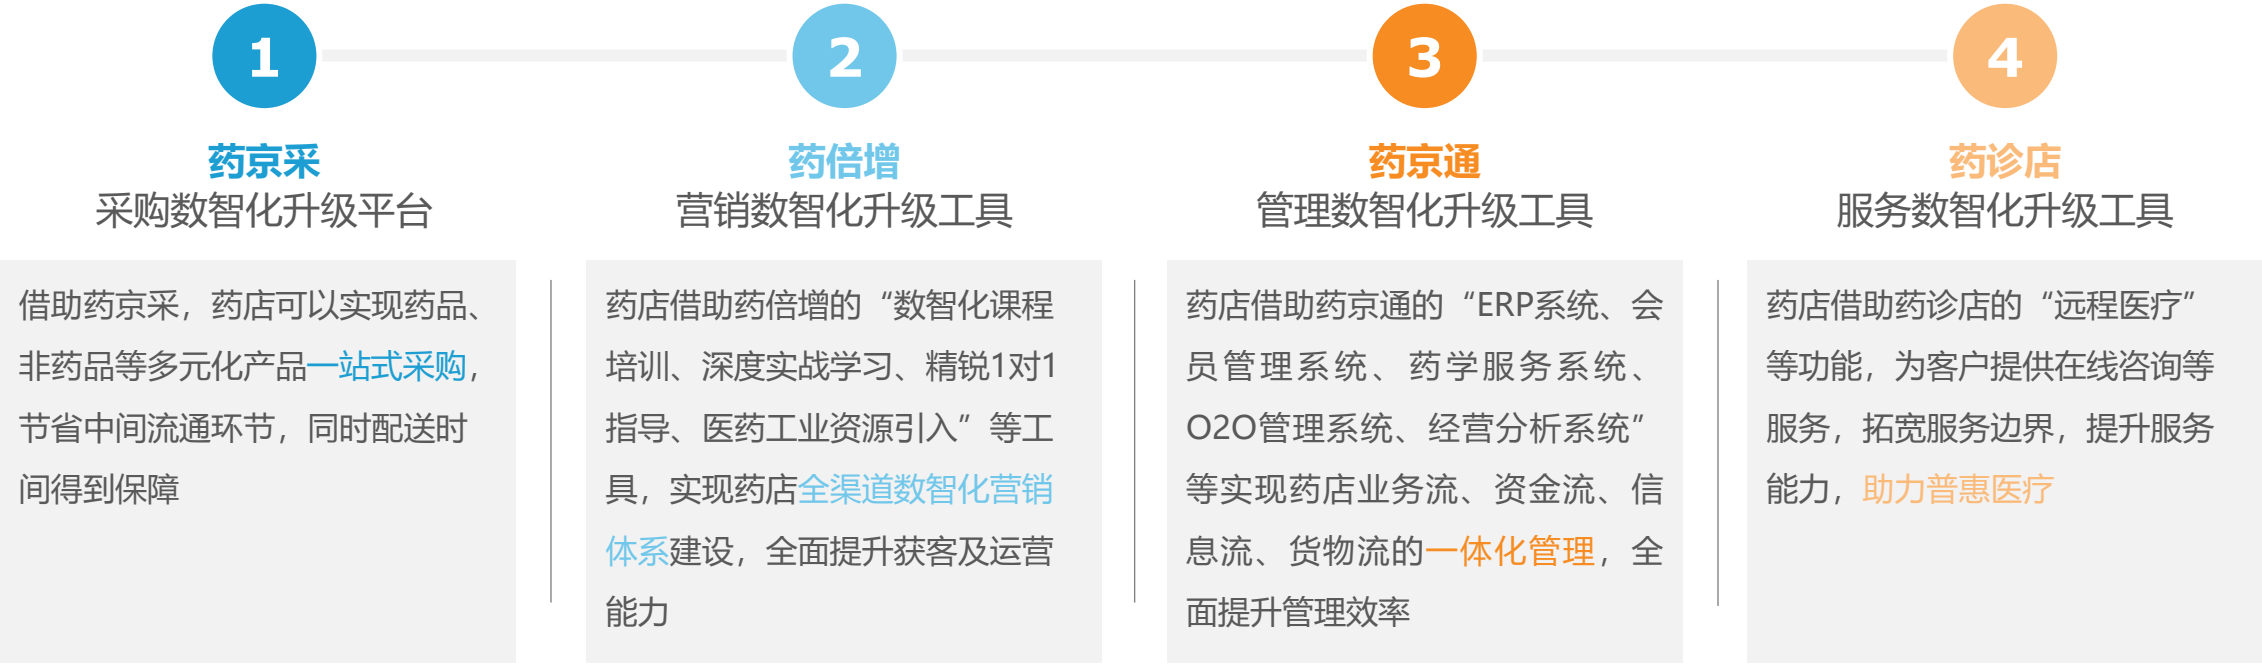 1
药京采
采购数智化升级平台
借助药京采，药店可以实现药品、
非药品等多元化产品一站式采购，
节省中间流通环节，同时配送时
间得到保障
2
药倍增
营销数智化升级工具
药店借助药倍增的“数智化课程
培训、深度实战学习、精锐1对1
指导、医药工业资源引入”等工
具，实现药店全渠道数智化营销
体系建设，全面提升获客及运营
能力
3
药京通
管理数智化升级工具
药店借助药京通的“ERP系统、会
员管理系统、药学服务系统、
O2O管理系统、经营分析系统”
等实现药店业务流、资金流、信
息流、货物流的一体化管理，全
面提升管理效率
4
药诊店
服务数智化升级工具
药店借助药诊店的“远程医疗”
等功能，为客户提供在线咨询等
服务，拓宽服务边界，提升服务
能力，助力普惠医疗